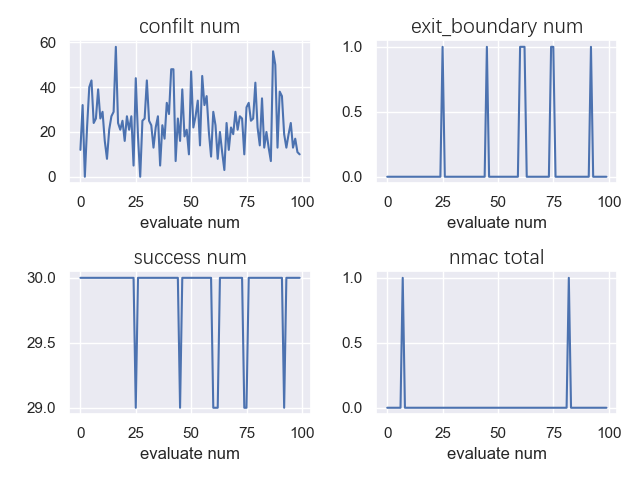 confilt num
exit_boundary num
60
40
20
0
1.0
0.5
0.0
0 25 50 75 100
0 25 50 75 100
evaluate num
evaluate num
success num
nmac total
30.0
29.5
29.0
1.0
0.5
0.0
0 25 50 75 100
0 25 50 75 100
evaluate num
evaluate num